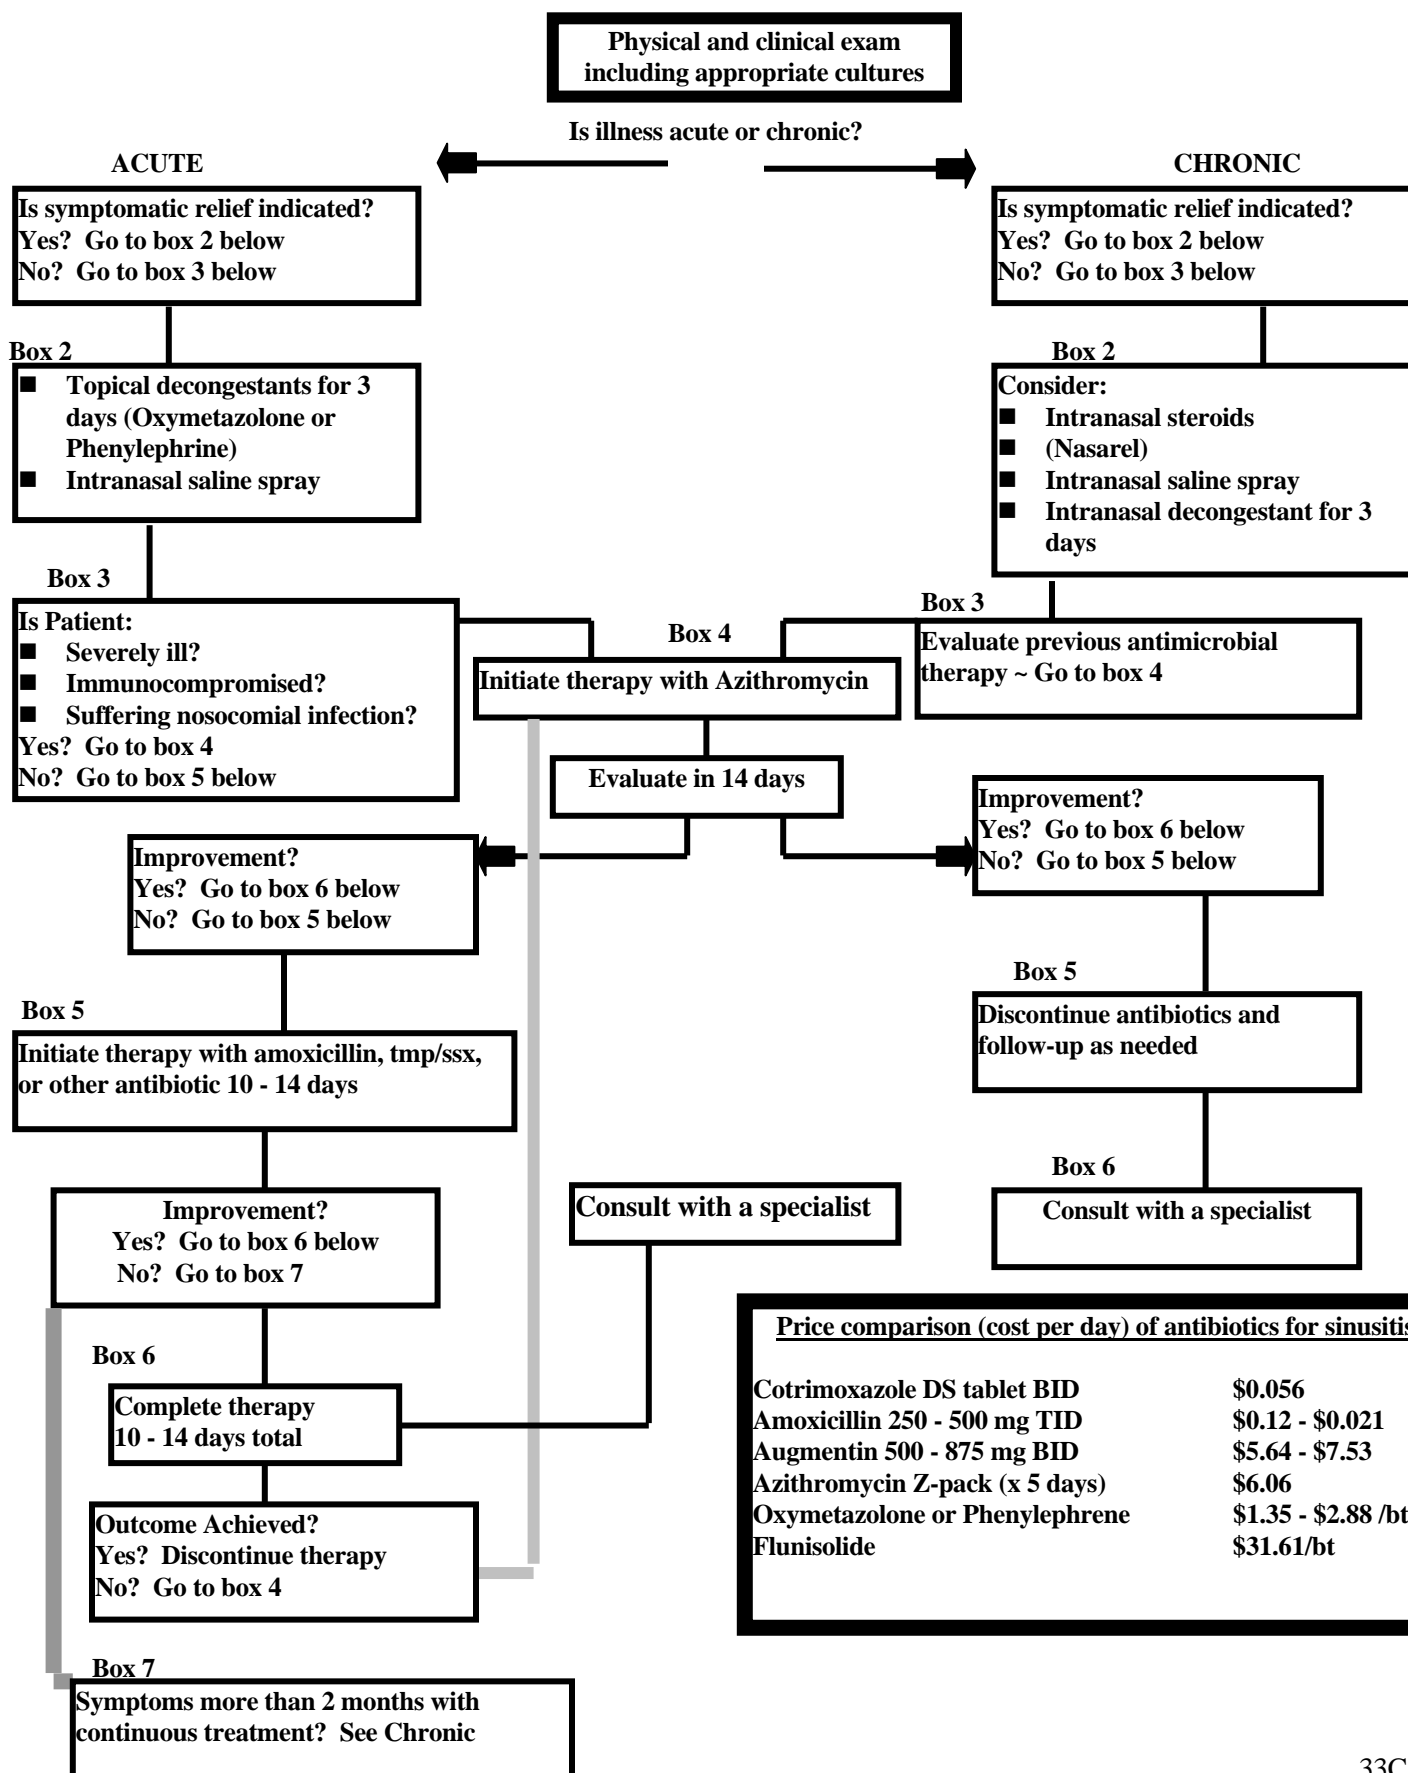 Physical and clinical exam
including appropriate cultures
Is illness acute or chronic?
ACUTE
CHRONIC
Is symptomatic relief indicated?
Yes? Go to box 2 below
No? Go to box 3 below
Is symptomatic relief indicated?
Yes? Go to box 2 below
No? Go to box 3 below
Box 2
■ Topical decongestants for 3
days (Oxymetazolone or
Phenylephrine)
■ Intranasal saline spray
Box 2
Consider:
■ Intranasal steroids
■ (Nasarel)
■ Intranasal saline spray
■ Intranasal decongestant for 3
days
Box 3
Is Patient:
■ Severely ill?
■ Immunocompromised?
■ Suffering nosocomial infection?
Yes? Go to box 4
No? Go to box 5 below
Box 4
Initiate therapy with Azithromycin
Box 3
Evaluate previous antimicrobial
therapy ~ Go to box 4
Evaluate in 14 days
Improvement?
Yes? Go to box 6 below
No? Go to box 5 below
Improvement?
Yes? Go to box 6 below
No? Go to box 5 below
Box 5
Initiate therapy with amoxicillin, tmp/ssx,
or other antibiotic 10 - 14 days
Box 5
Discontinue antibiotics and
follow-up as needed
Improvement?
Yes? Go to box 6 below
No? Go to box 7
Consult with a specialist
Box 6
Consult with a specialist
Box 6
Complete therapy
10 - 14 days total
Outcome Achieved?
Yes? Discontinue therapy
No? Go to box 4
Box 7
Symptoms more than 2 months with
continuous treatment? See Chronic
Price comparison (cost per day) of antibiotics for sinusitis
Cotrimoxazole DS tablet BID $0.056
Amoxicillin 250 - 500 mg TID $0.12 - $0.021
Augmentin 500 - 875 mg BID $5.64 - $7.53
Azithromycin Z-pack (x 5 days) $6.06
Oxymetazolone or Phenylephrene $1.35 - $2.88 /bt
Flunisolide $31.61/bt
33C